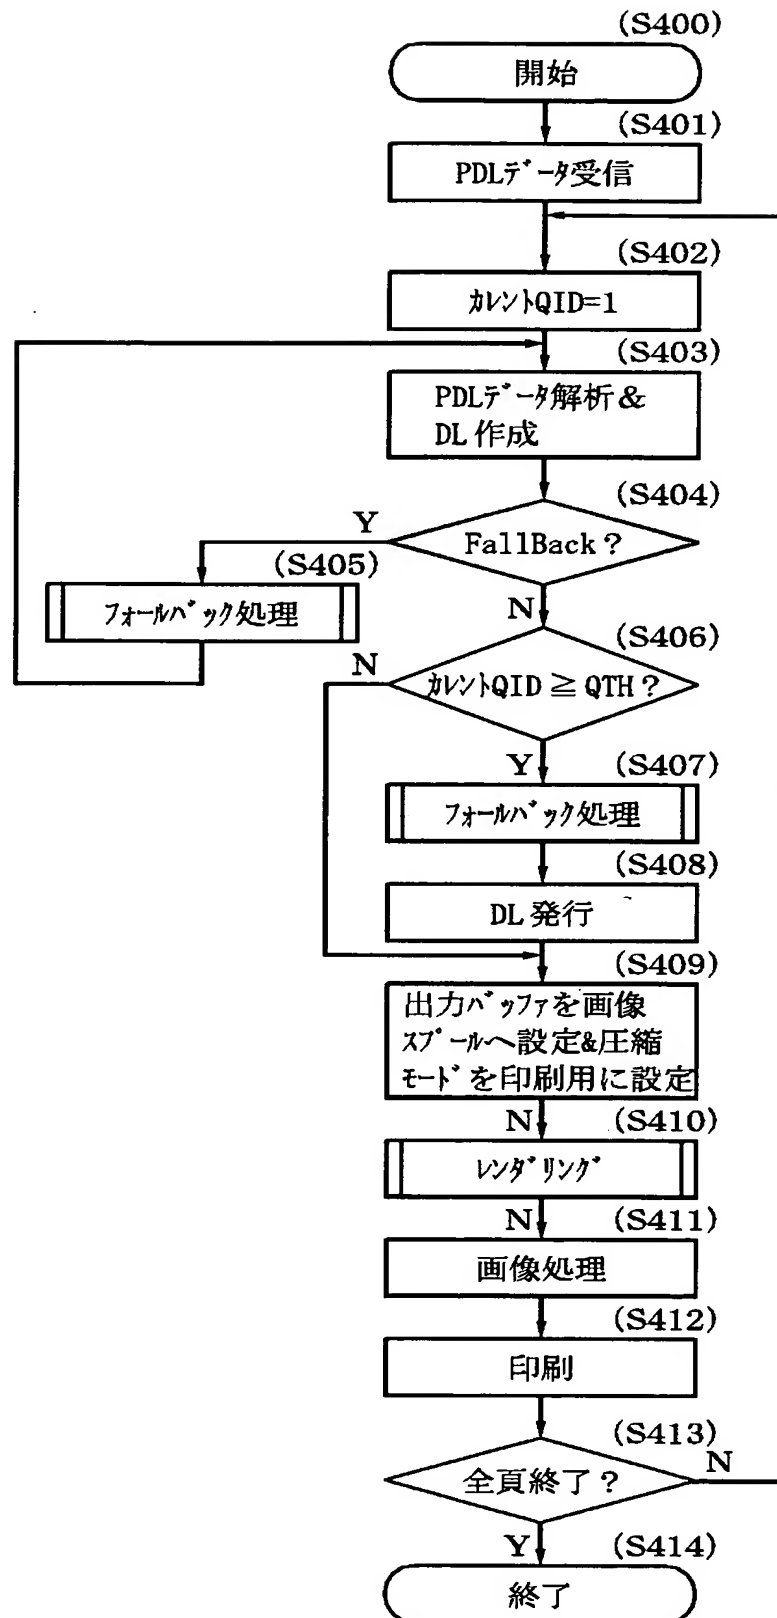 (S400)
開始
(S401)
PDLﾃﾞｰﾀ受信
(S402)
ｶﾚﾝﾄQID=1
(S403)
PDLﾃﾞｰﾀ解析&
DL作成
(S404)
Y
FallBack?
(S405)
ﾌｫｰﾙﾊﾞｯｸ処理
N
(S406)
N
ｶﾚﾝﾄQID≧QTH?
Y
(S407)
ﾌｫｰﾙﾊﾞｯｸ処理
(S408)
DL発行
(S409)
出力ﾊﾞｯﾌｧを画像
ｽﾌﾟｰﾙへ設定&圧縮
ﾓｰﾄﾞを印刷用に設定
N
(S410)
ﾚﾝﾀﾞﾘﾝｸﾞ
N
(S411)
画像処理
(S412)
印刷
(S413)
全頁終了?
N
Y
(S414)
終了